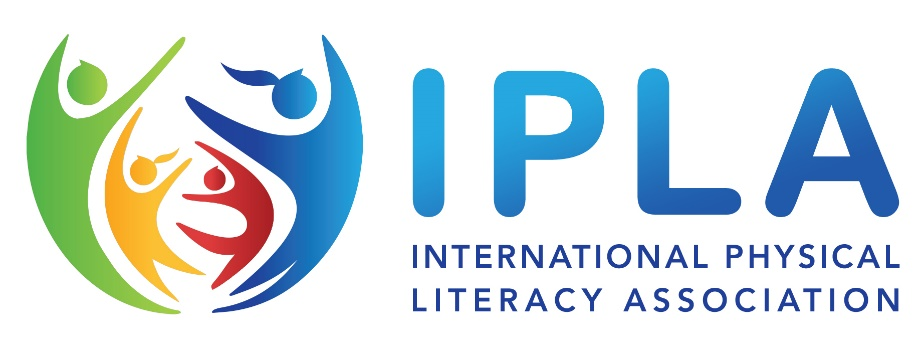 IPLA
INTERNATIONAL PHYSICAL
LITERACY ASSOCIATION